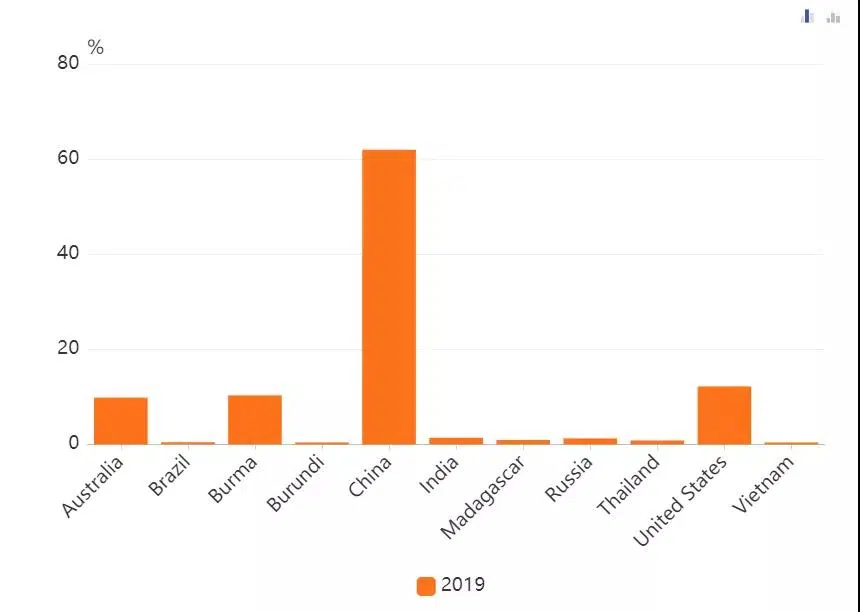 %
80
60
40
20
0
Australia
Brazil
Burma
Burundi
China
India
Madagascar
Russia
Thailand
United States
Vietnam
2019